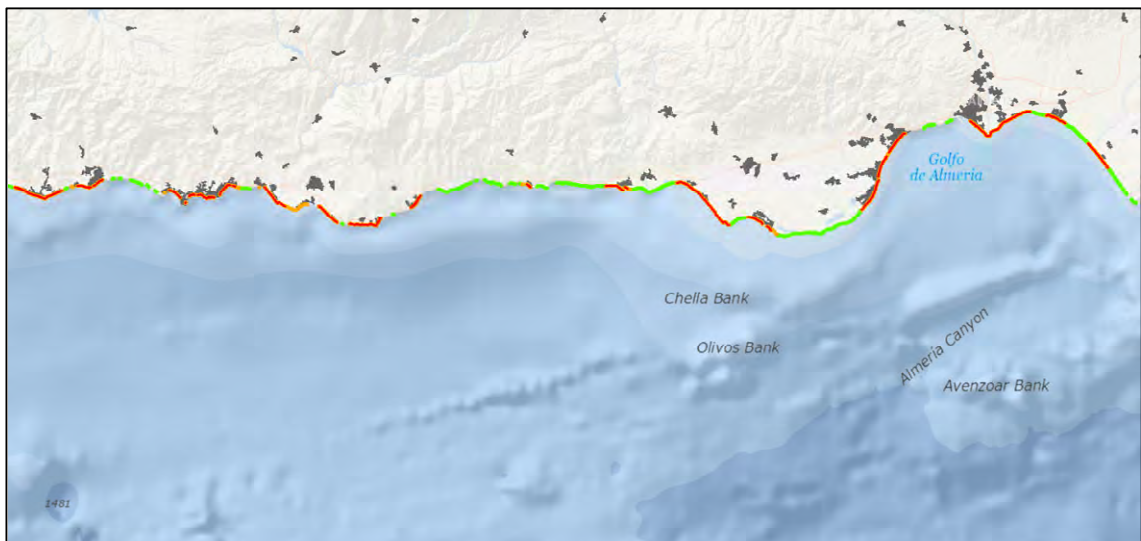 Golfo
de Almeria
Chella Bank
Olivos Bank
Almeria Canyon
Avenzoar Bank
1481